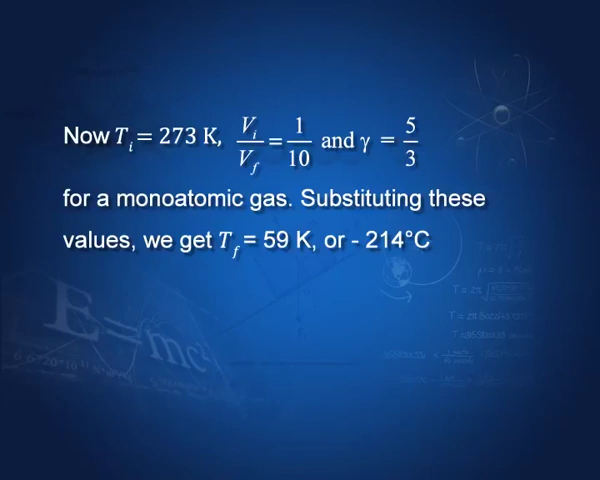 Now T_i = 273 K, V_i/V_f = 1/10 and γ = 5/3
for a monoatomic gas. Substituting these
values, we get T_f = 59 K, or - 214°C
E=mc²